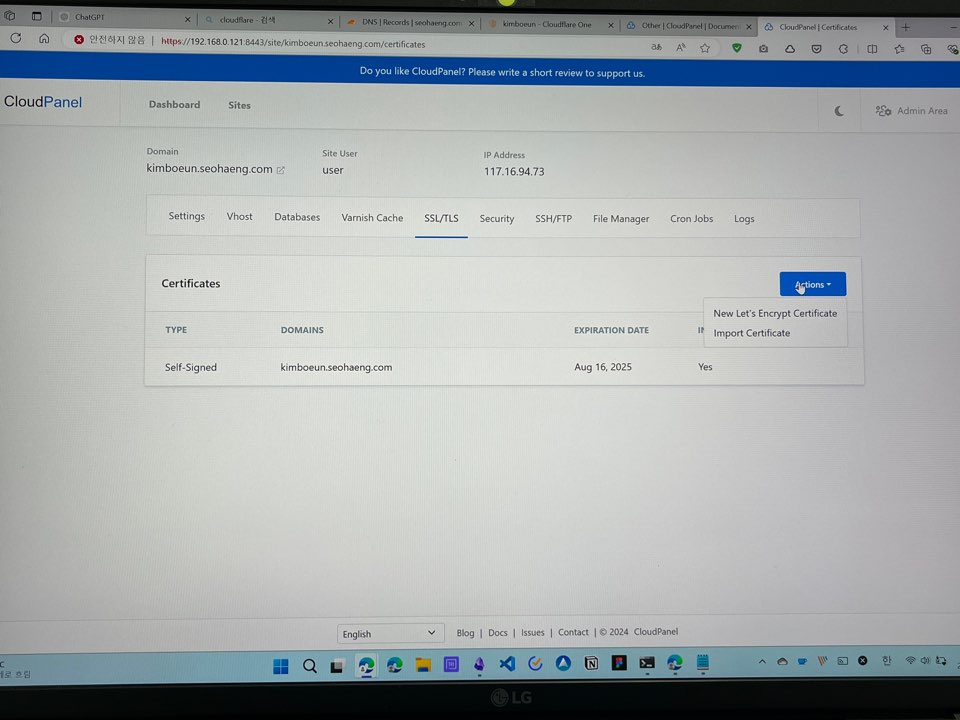 ChatGPT
cloudflare - 검색
DNS | Records | seohaeng.com
kimboeun - Cloudflare One
Other | CloudPanel | Documen
CloudPanel | Certificates
안전하지 않음 | https://192.168.0.121:8443/site/kimboeun.seohaeng.com/certificates
Do you like CloudPanel? Please write a short review to support us.
CloudPanel
Dashboard
Sites
Admin Area
Domain
Site User
IP Address
kimboeun.seohaeng.com
user
117.16.94.73
Settings
Vhost
Databases
Varnish Cache
SSL/TLS
Security
SSH/FTP
File Manager
Cron Jobs
Logs
Certificates
Actions
New Let's Encrypt Certificate
Import Certificate
TYPE
DOMAINS
EXPIRATION DATE
IN
Self-Signed
kimboeun.seohaeng.com
Aug 16, 2025
Yes
English
Blog | Docs | Issues | Contact | © 2024 CloudPanel
한
LG